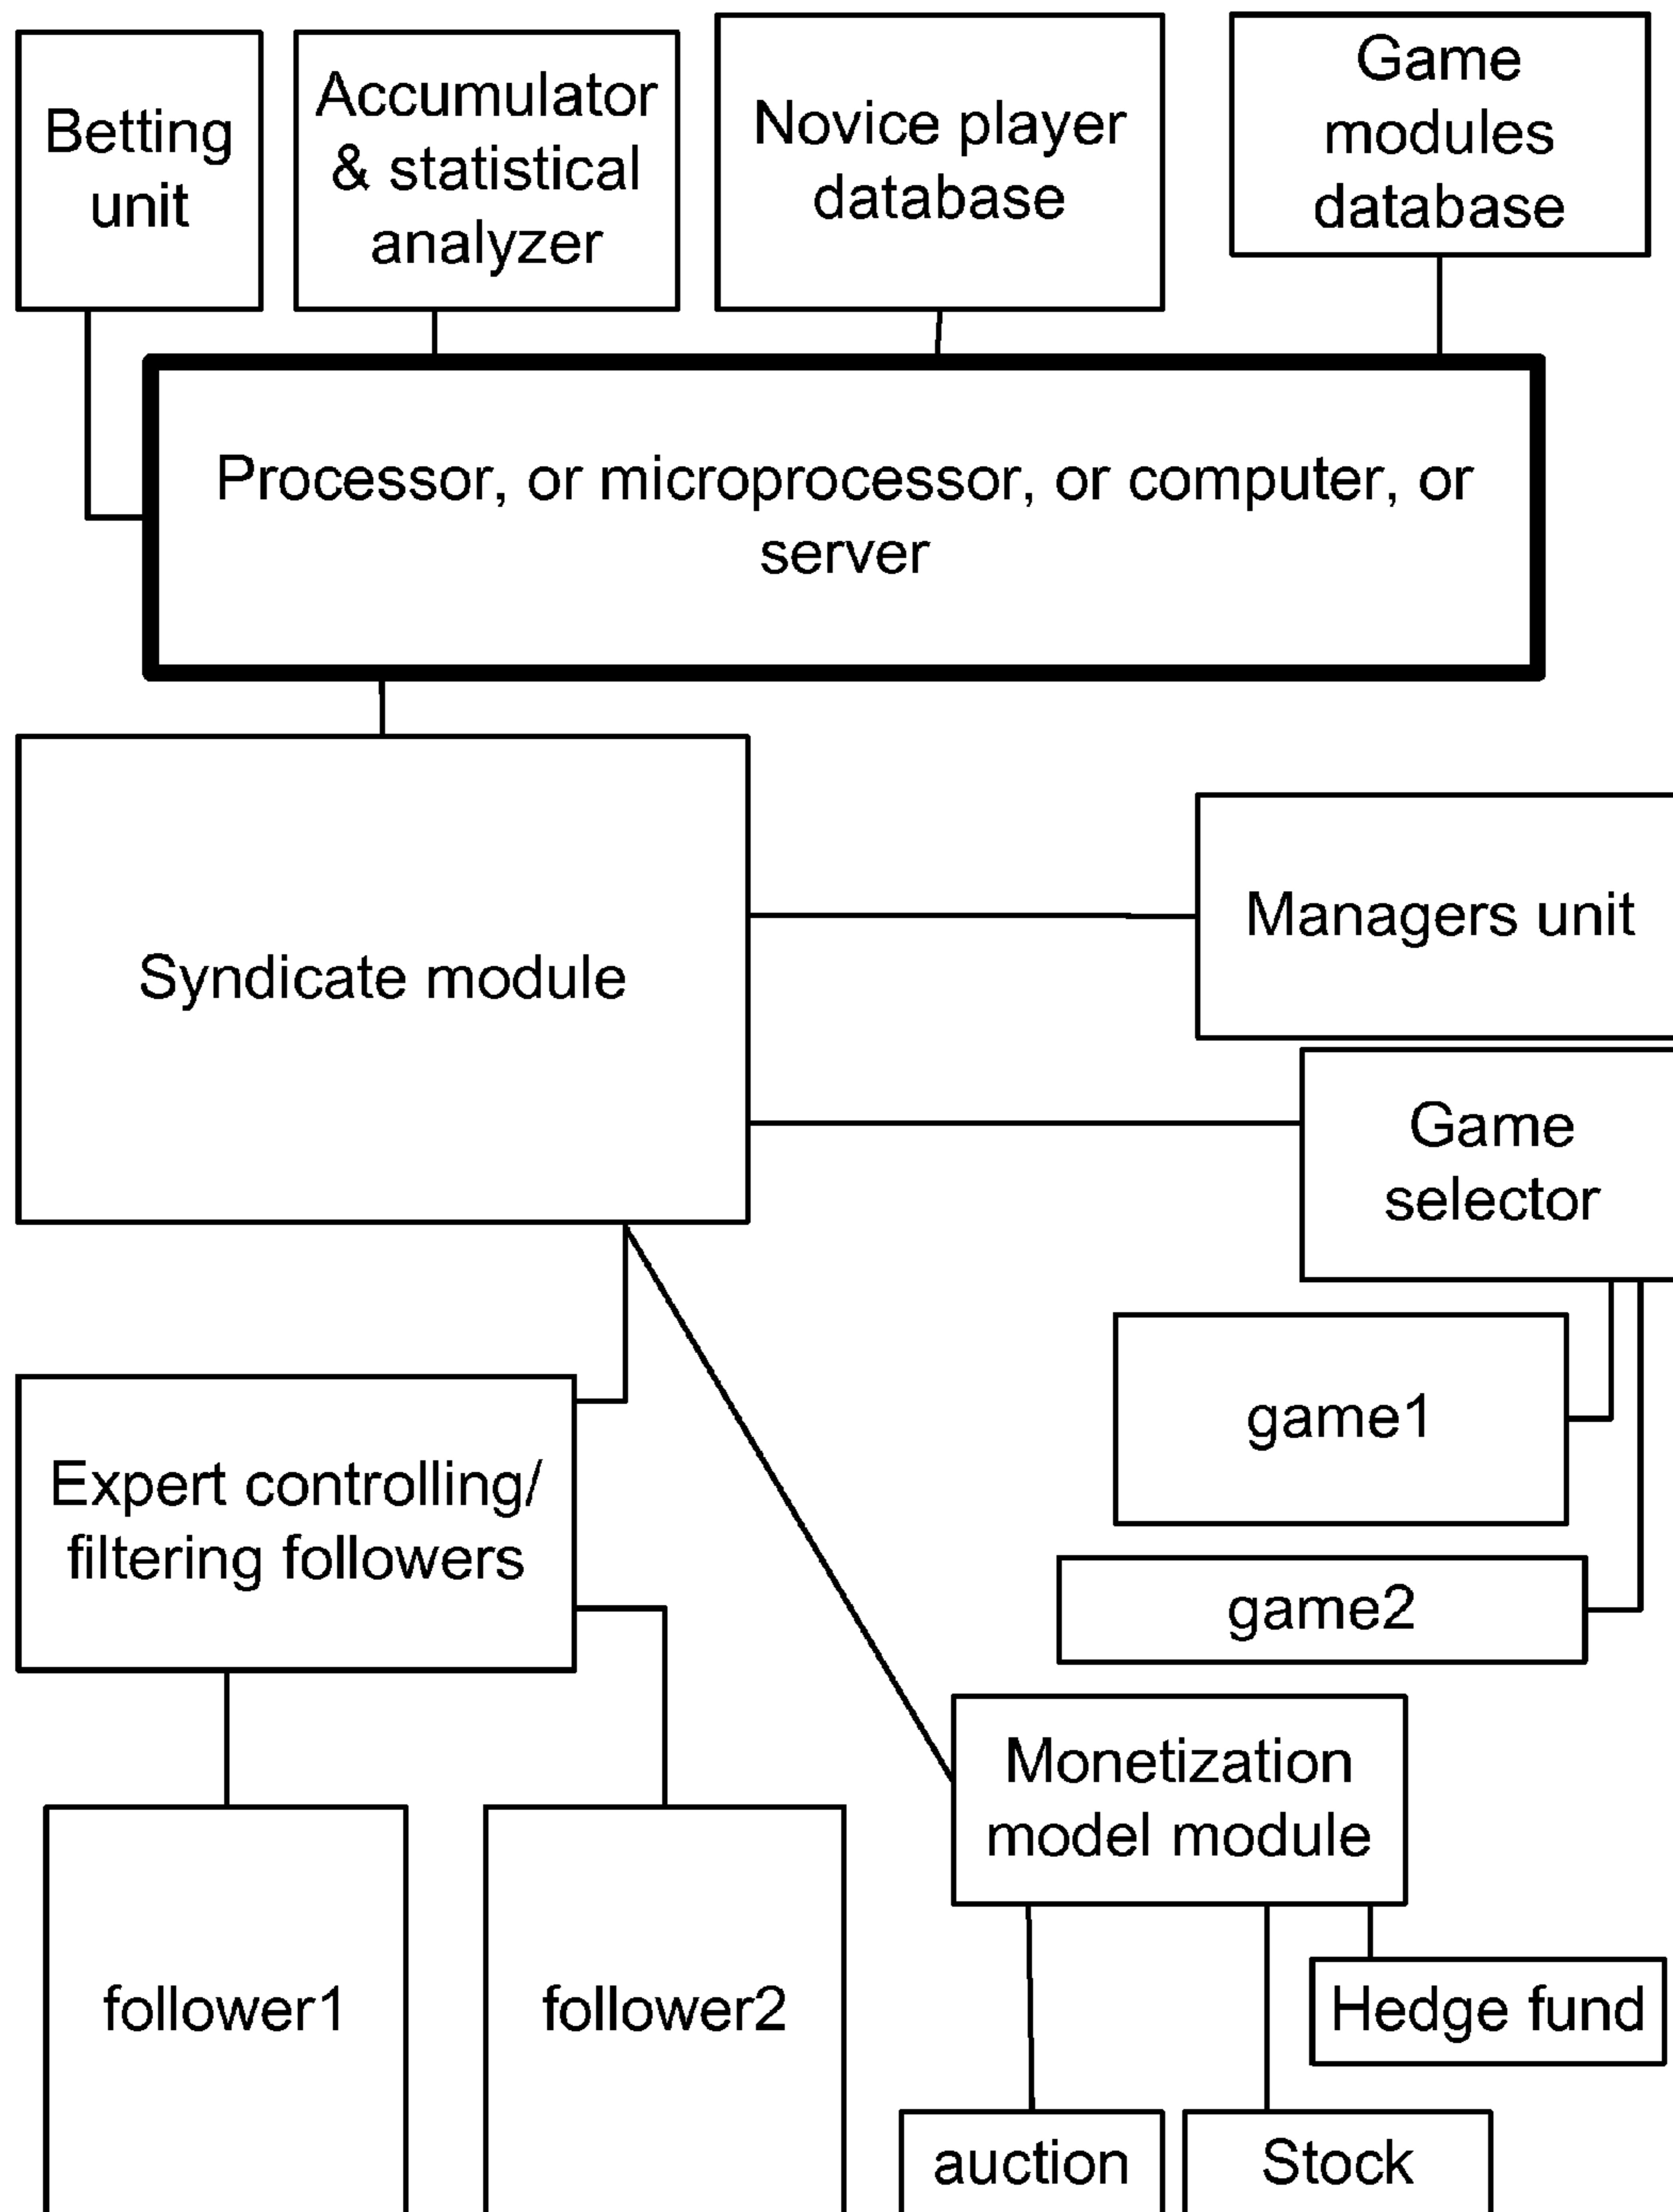 Betting
unit
Accumulator
& statistical
analyzer
Novice player
database
Game
modules
database
Processor, or microprocessor, or computer, or
server
Syndicate module
Managers unit
Game
selector
game1
game2
Expert controlling/
filtering followers
Monetization
model module
follower1
follower2
Hedge fund
auction
Stock